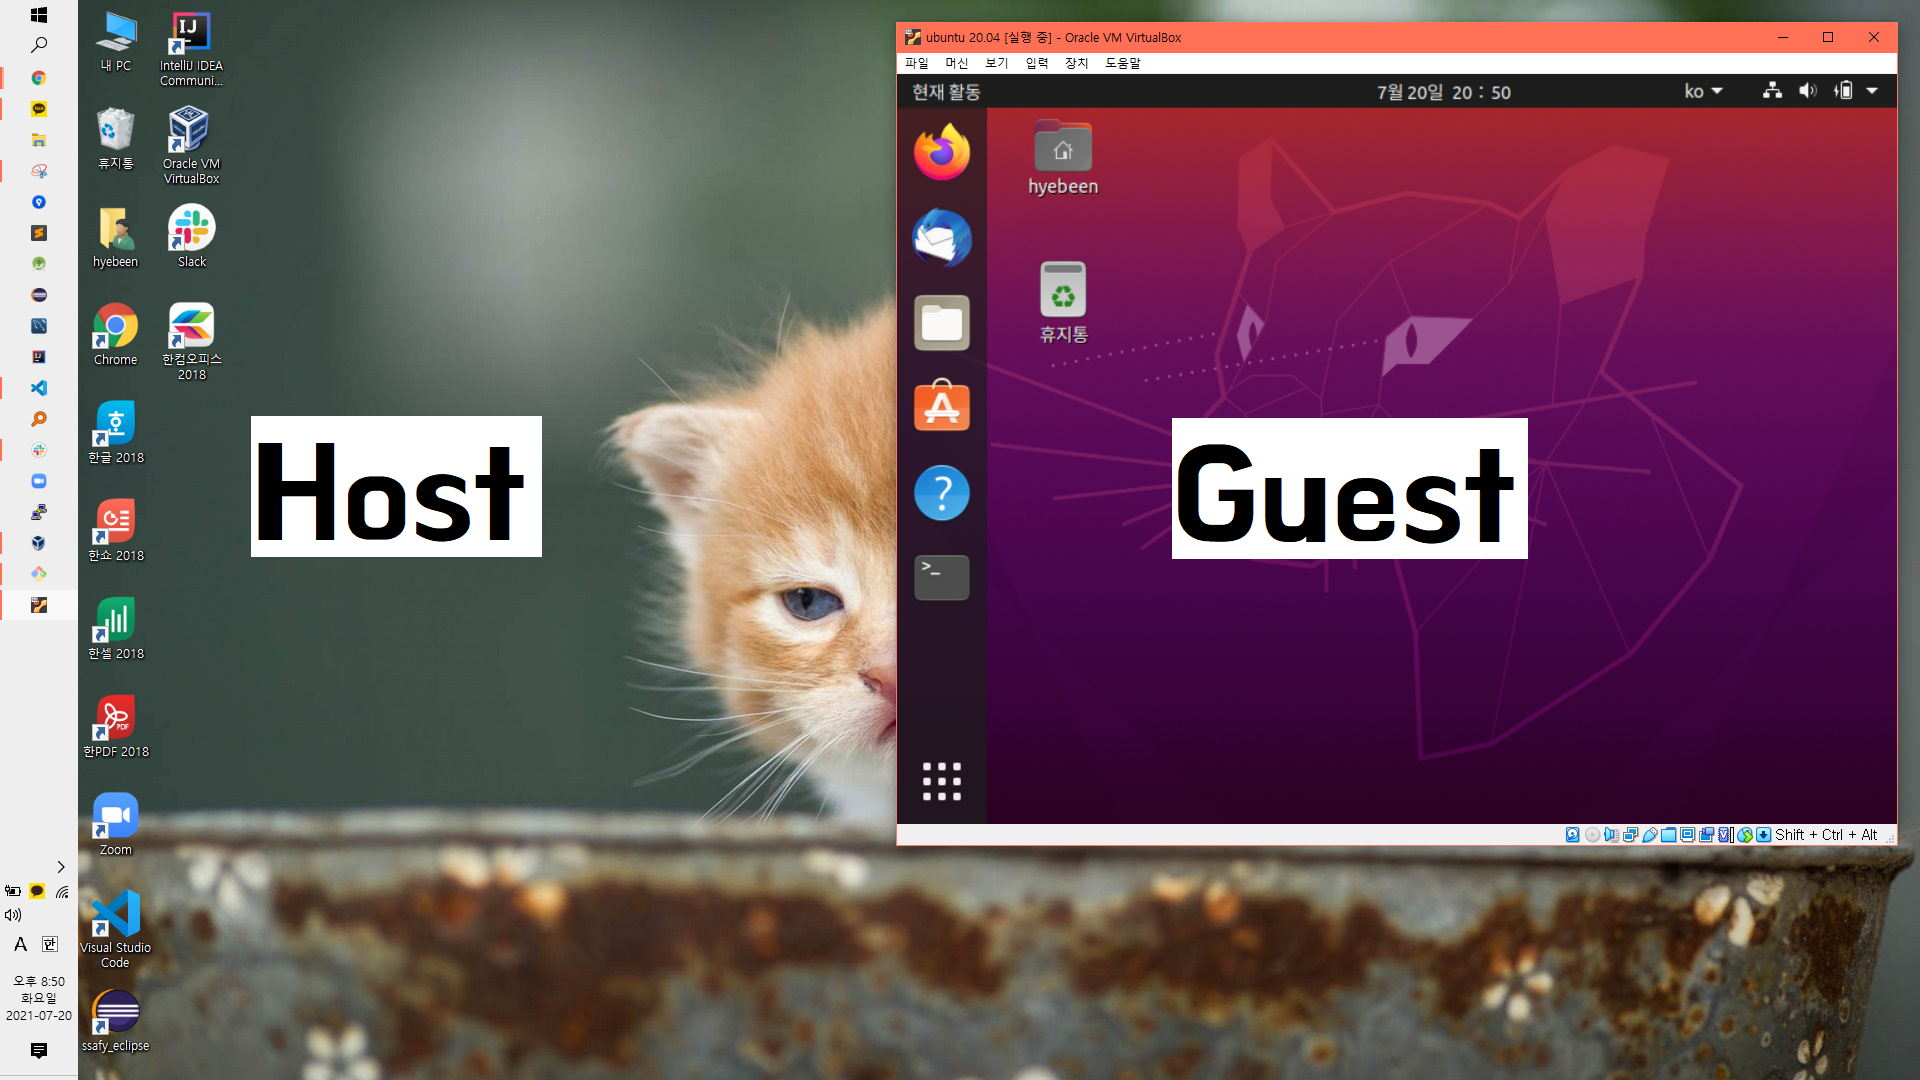 내 PC
IntelliJ IDEA
Communi...
휴지통
Oracle VM
VirtualBox
hyebeen
Slack
Chrome
한컴오피스
2018
한글 2018
한쇼 2018
한셀 2018
한PDF 2018
PDF
Zoom
Visual Studio
Code
ssafy_eclipse
A 한
오후 8:50
화요일
2021-07-20
Host
ubuntu 20.04 [실행 중] - Oracle VM VirtualBox
파일 머신 보기 입력 장치 도움말
현재 활동 7월 20일 20 : 50 ko
hyebeen
휴지통
Guest
Shift + Ctrl + Alt